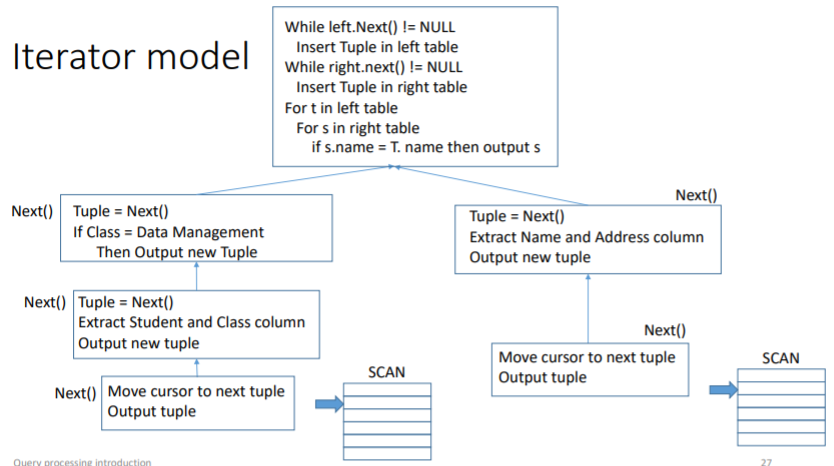 Iterator model
While left.Next() != NULL
Insert Tuple in left table
While right.next() != NULL
Insert Tuple in right table
For t in left table
For s in right table
if s.name = T. name then output s
Next()
Tuple = Next()
If Class = Data Management
Then Output new Tuple
Next()
Tuple = Next()
Extract Name and Address column
Output new tuple
Next()
Tuple = Next()
Extract Student and Class column
Output new tuple
Next()
Move cursor to next tuple
Output tuple
SCAN
Next()
Move cursor to next tuple
Output tuple
SCAN
Query processing introduction
27